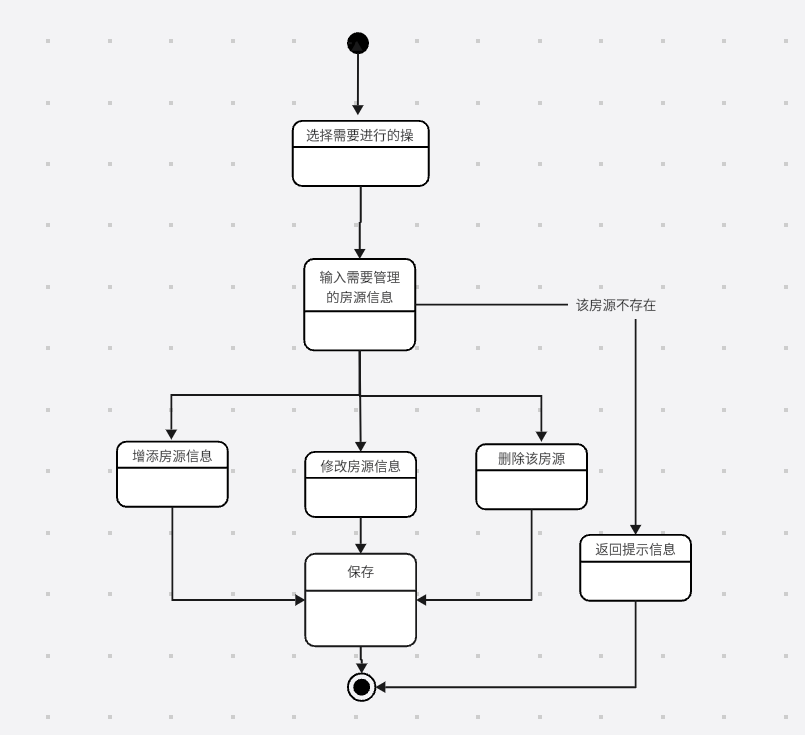 选择需要进行的操
输入需要管理
的房源信息
该房源不存在
增添房源信息
修改房源信息
删除该房源
返回提示信息
保存